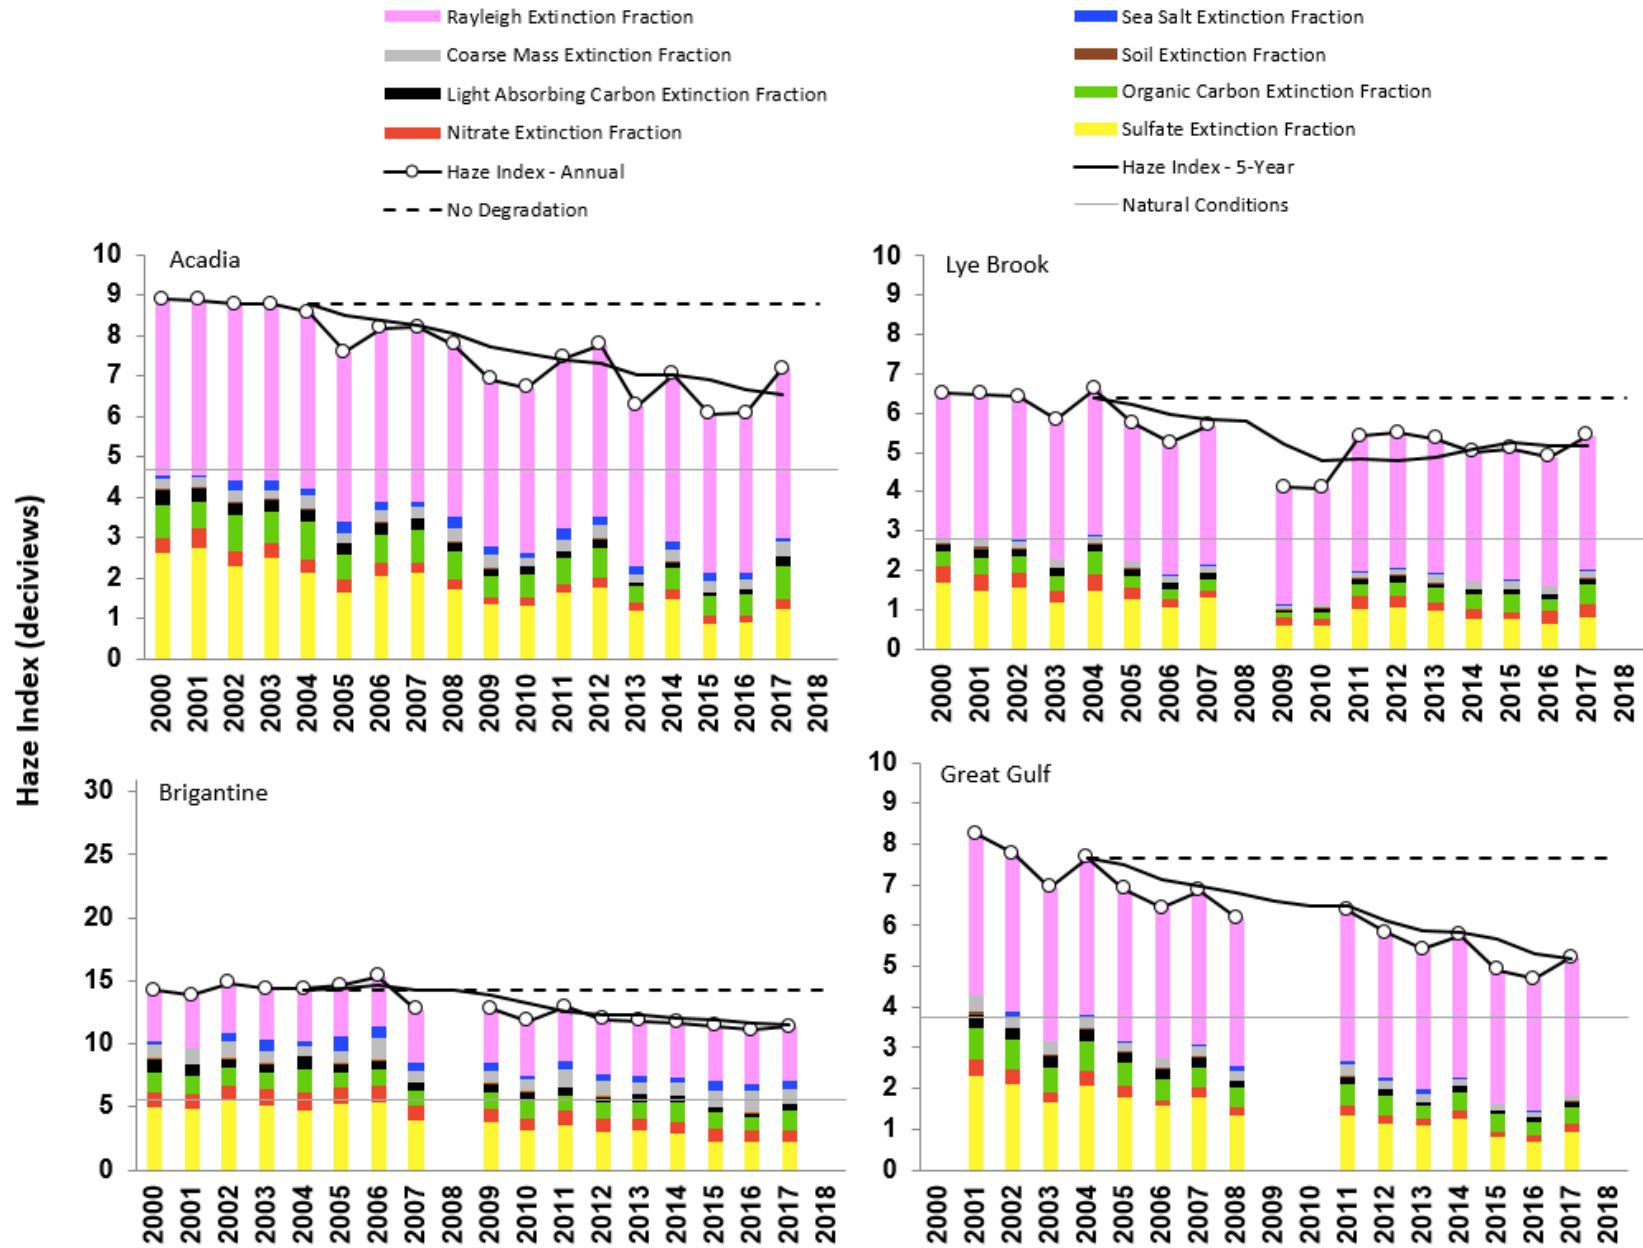 Rayleigh Extinction Fraction
Sea Salt Extinction Fraction
Coarse Mass Extinction Fraction
Soil Extinction Fraction
Light Absorbing Carbon Extinction Fraction
Organic Carbon Extinction Fraction
Nitrate Extinction Fraction
Sulfate Extinction Fraction
Haze Index - Annual
Haze Index - 5-Year
No Degradation
Natural Conditions
Haze Index (deciviews)
Acadia
10
9
8
7
6
5
4
3
2
1
0
2000 2001 2002 2003 2004 2005 2006 2007 2008 2009 2010 2011 2012 2013 2014 2015 2016 2017 2018
Lye Brook
10
9
8
7
6
5
4
3
2
1
0
2000 2001 2002 2003 2004 2005 2006 2007 2008 2009 2010 2011 2012 2013 2014 2015 2016 2017 2018
Brigantine
30
25
20
15
10
5
0
2000 2001 2002 2003 2004 2005 2006 2007 2008 2009 2010 2011 2012 2013 2014 2015 2016 2017 2018
Great Gulf
10
9
8
7
6
5
4
3
2
1
0
2000 2001 2002 2003 2004 2005 2006 2007 2008 2009 2010 2011 2012 2013 2014 2015 2016 2017 2018